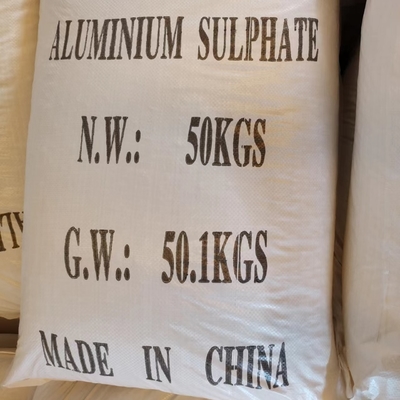 ALUMINIUM SULPHATE
N.W.: 50KGS
G.W.: 50.1KGS
MADE IN CHINA